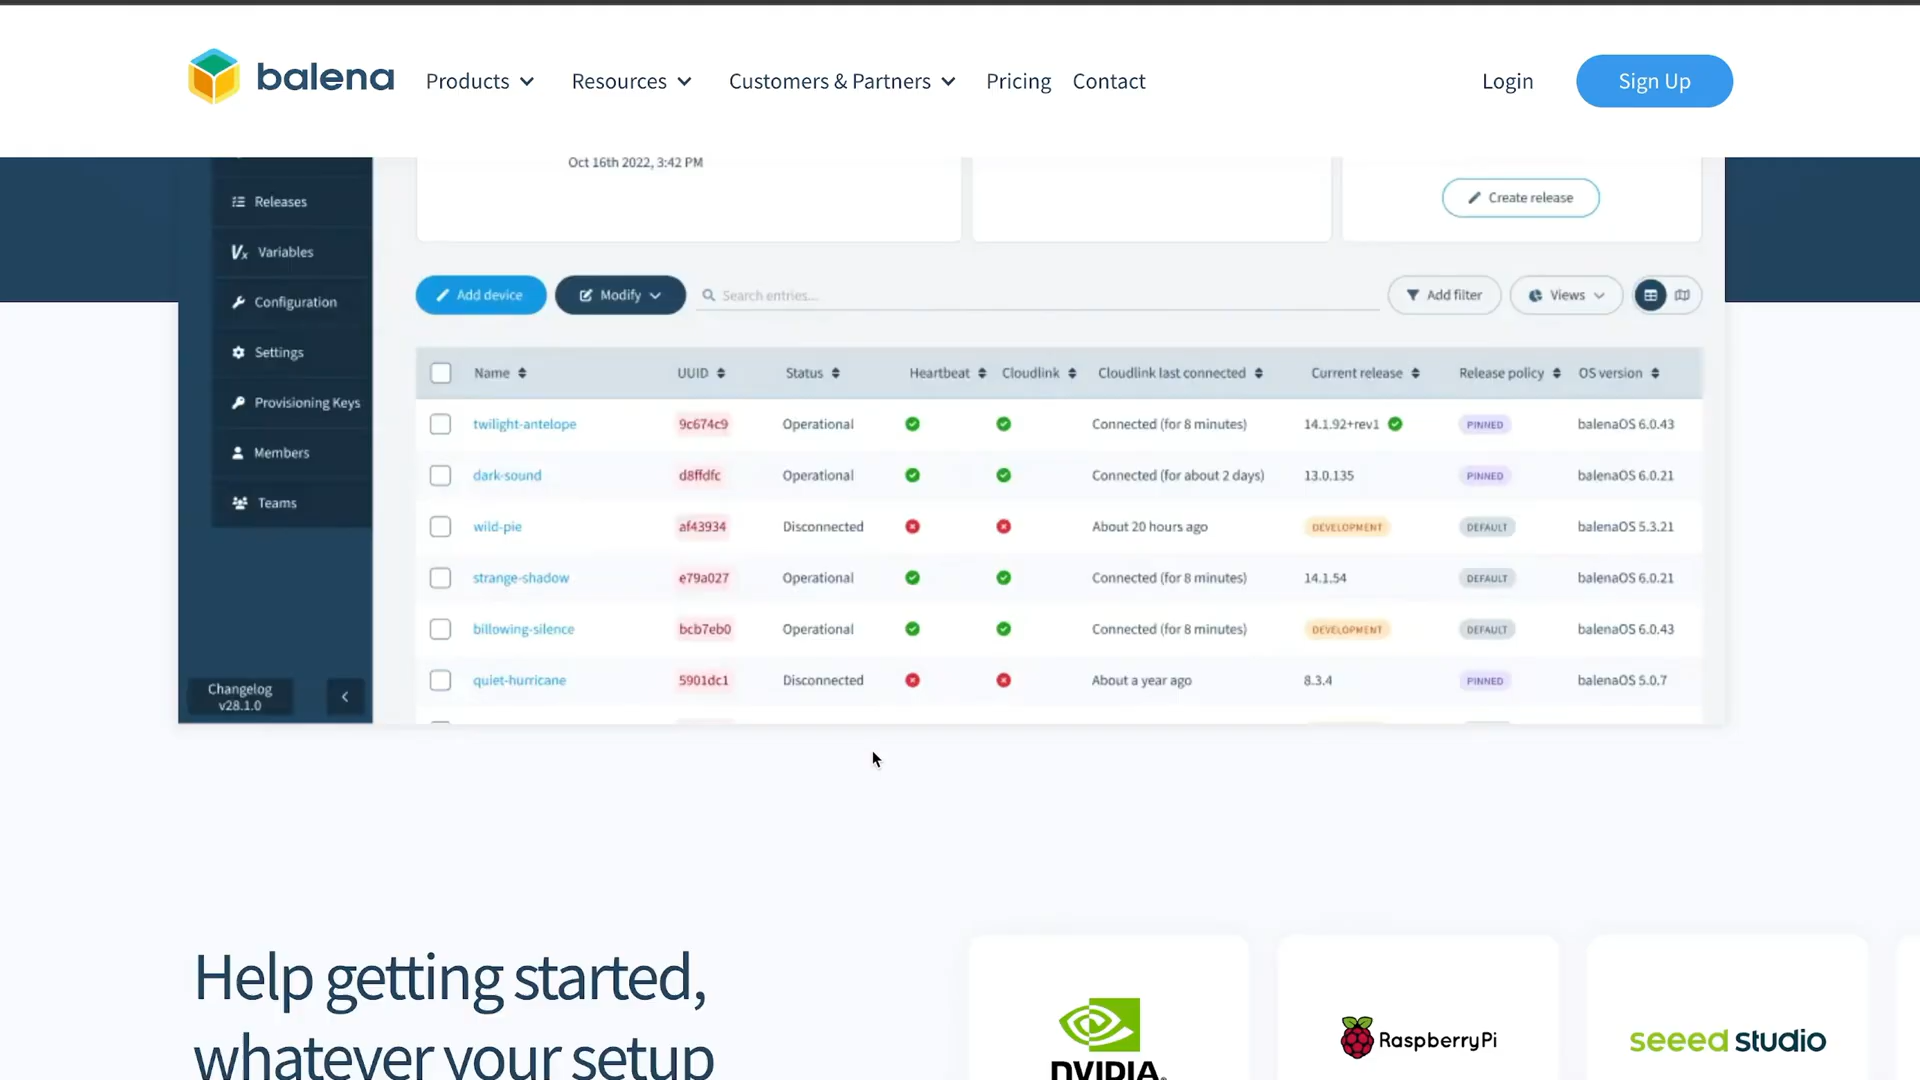 balena Products Resources Customers & Partners Pricing Contact Login Sign Up
Oct 16th 2022, 3:42 PM
Create release
Releases
Variables
Configuration
Settings
Provisioning Keys
Members
Teams
Changelog
v28.1.0
Add device Modify Search entries... Add filter Views
Name UUID Status Heartbeat Cloudlink Cloudlink last connected Current release Release policy OS version
twilight-antelope 9c674c9 Operational Connected (for 8 minutes) 14.1.92+rev1 PINNED balenaOS 6.0.43
dark-sound d8ffdfc Operational Connected (for about 2 days) 13.0.135 PINNED balenaOS 6.0.21
wild-pie af43934 Disconnected About 20 hours ago DEVELOPMENT DEFAULT balenaOS 5.3.21
strange-shadow e79a027 Operational Connected (for 8 minutes) 14.1.54 DEFAULT balenaOS 6.0.21
billowing-silence bcb7eb0 Operational Connected (for 8 minutes) DEVELOPMENT DEFAULT balenaOS 6.0.43
quiet-hurricane 5901dc1 Disconnected About a year ago 8.3.4 PINNED balenaOS 5.0.7
Help getting started,
whatever your setup
NVIDIA.
RaspberryPi
seeed studio